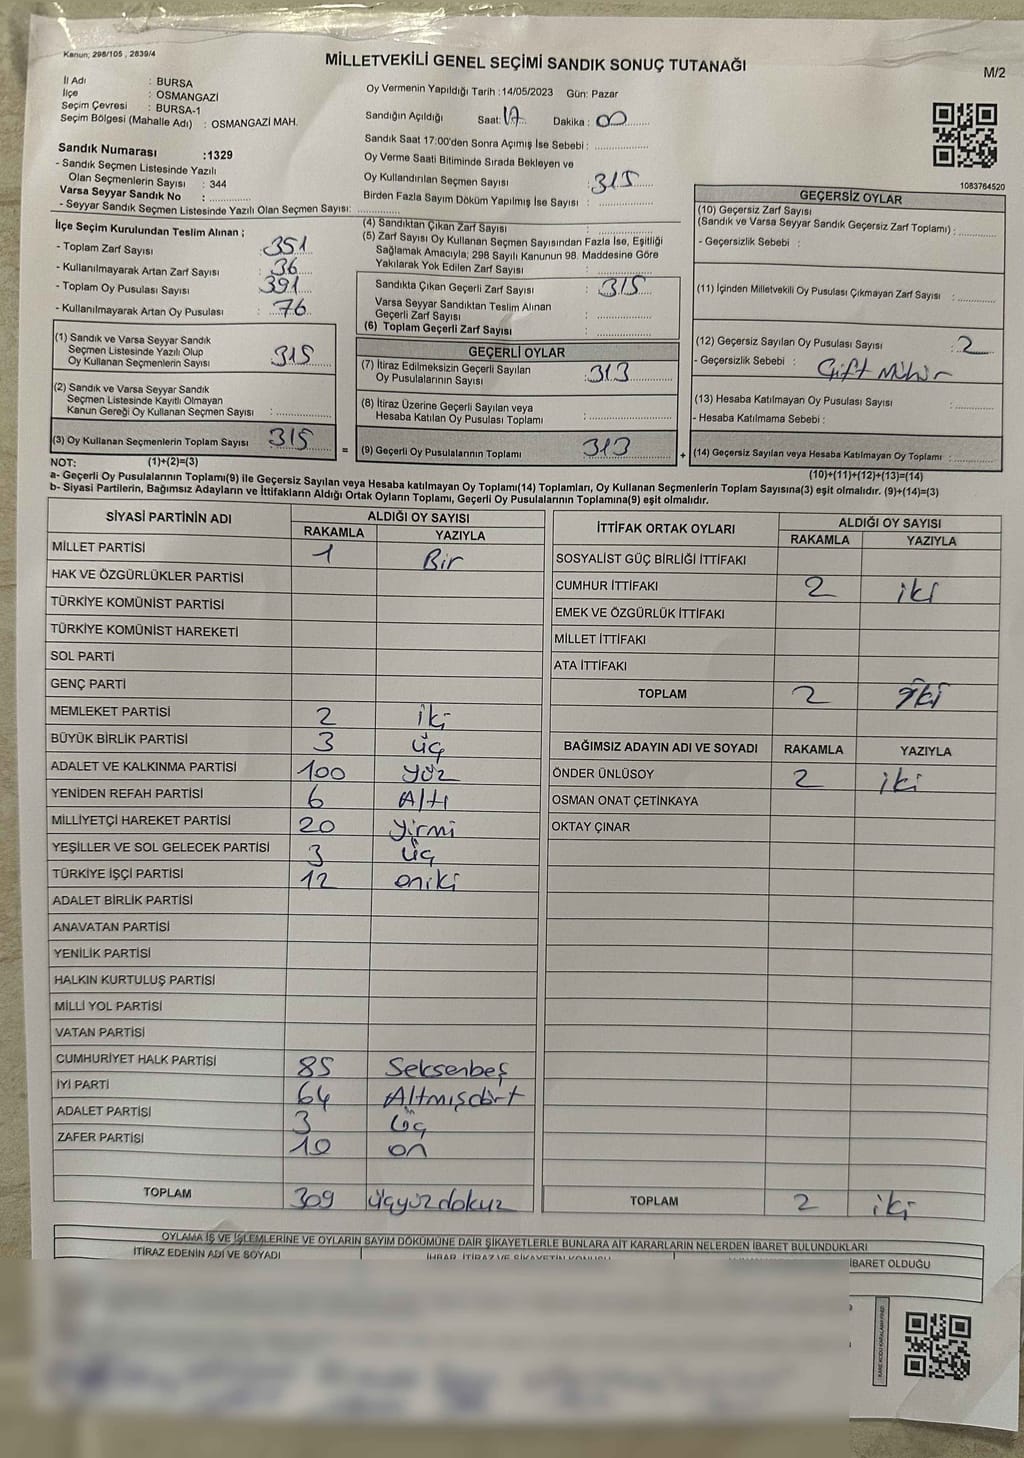 Kanun; 298/105 , 2839/4
MİLLETVEKİLİ GENEL SEÇİMİ SANDIK SONUÇ TUTANAĞI
M/2
İl Adı : BURSA
İlçe : OSMANGAZİ
Seçim Çevresi : BURSA-1
Seçim Bölgesi (Mahalle Adı) : OSMANGAZİ MAH.
Sandık Numarası :1329
- Sandık Seçmen Listesinde Yazılı
Olan Seçmenlerin Sayısı : 344
Varsa Seyyar Sandık No :
- Seyyar Sandık Seçmen Listesinde Yazılı Olan Seçmen Sayısı:
Oy Vermenin Yapıldığı Tarih :14/05/2023 Gün: Pazar
Sandığın Açıldığı Saat: 17 Dakika : 00
Sandık Saat 17:00'den Sonra Açımış İse Sebebi :
Oy Verme Saati Bitiminde Sırada Bekleyen ve
Oy Kullandırılan Seçmen Sayısı : 315
Birden Fazla Sayım Döküm Yapılmış İse Sayısı :
1083764520
İlçe Seçim Kurulundan Teslim Alınan ;
- Toplam Zarf Sayısı : 351
- Kullanılmayarak Artan Zarf Sayısı : 36
- Toplam Oy Pusulası Sayısı : 391
- Kullanılmayarak Artan Oy Pusulası : 76
(1) Sandık ve Varsa Seyyar Sandık
Seçmen Listesinde Yazılı Olup
Oy Kullanan Seçmenlerin Sayısı : 315
(2) Sandık ve Varsa Seyyar Sandık
Seçmen Listesinde Kayıtlı Olmayan
Kanun Gereği Oy Kullanan Seçmen Sayısı :
(3) Oy Kullanan Seçmenlerin Toplam Sayısı 315
(4) Sandıktan Çıkan Zarf Sayısı :
(5) Zarf Sayısı Oy Kullanan Seçmen Sayısından Fazla İse, Eşitliği
Sağlamak Amacıyla; 298 Sayılı Kanunun 98. Maddesine Göre
Yakılarak Yok Edilen Zarf Sayısı :
Sandıkta Çıkan Geçerli Zarf Sayısı : 315
Varsa Seyyar Sandıktan Teslim Alınan
Geçerli Zarf Sayısı :
(6) Toplam Geçerli Zarf Sayısı :
GEÇERLİ OYLAR
(7) İtiraz Edilmeksizin Geçerli Sayılan
Oy Pusulalarının Sayısı : 313
(8) İtiraz Üzerine Geçerli Sayılan veya
Hesaba Katılan Oy Pusulası Toplamı :
= (9) Geçerli Oy Pusulalarının Toplamı 313
GEÇERSİZ OYLAR
(10) Geçersiz Zarf Sayısı
(Sandık ve Varsa Seyyar Sandık Geçersiz Zarf Toplamı) :
- Geçersizlik Sebebi :
(11) İçinden Milletvekili Oy Pusulası Çıkmayan Zarf Sayısı :
(12) Geçersiz Sayılan Oy Pusulası Sayısı : 2
- Geçersizlik Sebebi : Çift Mühür
(13) Hesaba Katılmayan Oy Pusulası Sayısı :
- Hesaba Katılmama Sebebi :
+ (14) Geçersiz Sayılan veya Hesaba Katılmayan Oy Toplamı :
NOT: (1)+(2)=(3)
(10)+(11)+(12)+(13)=(14)
a- Geçerli Oy Pusulalarının Toplamı(9) ile Geçersiz Sayılan veya Hesaba katılmayan Oy Toplamı(14) Toplamları, Oy Kullanan Seçmenlerin Toplam Sayısına(3) eşit olmalıdır. (9)+(14)=(3)
b- Siyasi Partilerin, Bağımsız Adayların ve İttifakların Aldığı Ortak Oyların Toplamı, Geçerli Oy Pusulalarının Toplamına(9) eşit olmalıdır.
SİYASİ PARTİNİN ADI ALDIĞI OY SAYISI
RAKAMLA YAZIYLA
MİLLET PARTİSİ 1 Bir
HAK VE ÖZGÜRLÜKLER PARTİSİ
TÜRKİYE KOMÜNİST PARTİSİ
TÜRKİYE KOMÜNİST HAREKETİ
SOL PARTİ
GENÇ PARTİ
MEMLEKET PARTİSİ 2 iki
BÜYÜK BİRLİK PARTİSİ 3 üç
ADALET VE KALKINMA PARTİSİ 100 yüz
YENİDEN REFAH PARTİSİ 6 Altı
MİLLİYETÇİ HAREKET PARTİSİ 20 yirmi
YEŞİLLER VE SOL GELECEK PARTİSİ 3 üç
TÜRKİYE İŞÇİ PARTİSİ 12 oniki
ADALET BİRLİK PARTİSİ
ANAVATAN PARTİSİ
YENİLİK PARTİSİ
HALKIN KURTULUŞ PARTİSİ
MİLLİ YOL PARTİSİ
VATAN PARTİSİ
CUMHURİYET HALK PARTİSİ 85 Seksenbeş
İYİ PARTİ 64 Altmışdört
ADALET PARTİSİ 3 üç
ZAFER PARTİSİ 10 on
TOPLAM 309 üçyüzdokuz
İTTİFAK ORTAK OYLARI ALDIĞI OY SAYISI
RAKAMLA YAZIYLA
SOSYALİST GÜÇ BİRLİĞİ İTTİFAKI
CUMHUR İTTİFAKI 2 iki
EMEK VE ÖZGÜRLÜK İTTİFAKI
MİLLET İTTİFAKI
ATA İTTİFAKI
TOPLAM 2 iki
BAĞIMSIZ ADAYIN ADI VE SOYADI RAKAMLA YAZIYLA
ÖNDER ÜNLÜSOY 2 iki
OSMAN ONAT ÇETİNKAYA
OKTAY ÇINAR
TOPLAM 2 iki
OYLAMA İŞ VE İŞLEMLERİNE VE OYLARIN SAYIM DÖKÜMÜNE DAİR ŞİKAYETLERLE BUNLARA AİT KARARLARIN NELERDEN İBARET BULUNDUKLARI
İTİRAZ EDENİN ADI VE SOYADI İHBAR, İTİRAZ VE ŞİKAYETİN KONUSU İBARET OLDUĞU